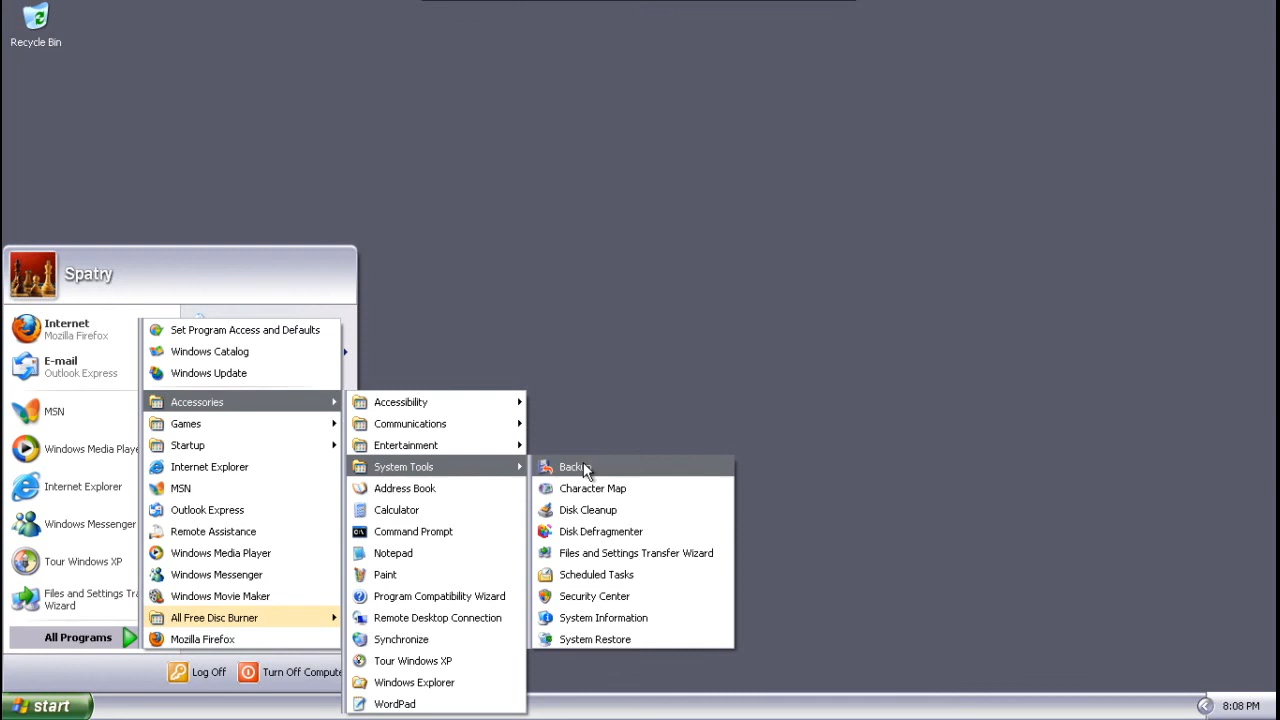 Recycle Bin
Spatry
Internet
Mozilla Firefox
E-mail
Outlook Express
MSN
Windows Media Playe
Internet Explorer
Windows Messenger
Tour Windows XP
Files and Settings Tra
Wizard
All Programs
Log Off
Turn Off Compute
Set Program Access and Defaults
Windows Catalog
Windows Update
Accessories
Games
Startup
Internet Explorer
MSN
Outlook Express
Remote Assistance
Windows Media Player
Windows Messenger
Windows Movie Maker
All Free Disc Burner
Mozilla Firefox
Accessibility
Communications
Entertainment
System Tools
Address Book
Calculator
Command Prompt
Notepad
Paint
Program Compatibility Wizard
Remote Desktop Connection
Synchronize
Tour Windows XP
Windows Explorer
WordPad
Backup
Character Map
Disk Cleanup
Disk Defragmenter
Files and Settings Transfer Wizard
Scheduled Tasks
Security Center
System Information
System Restore
start
8:08 PM